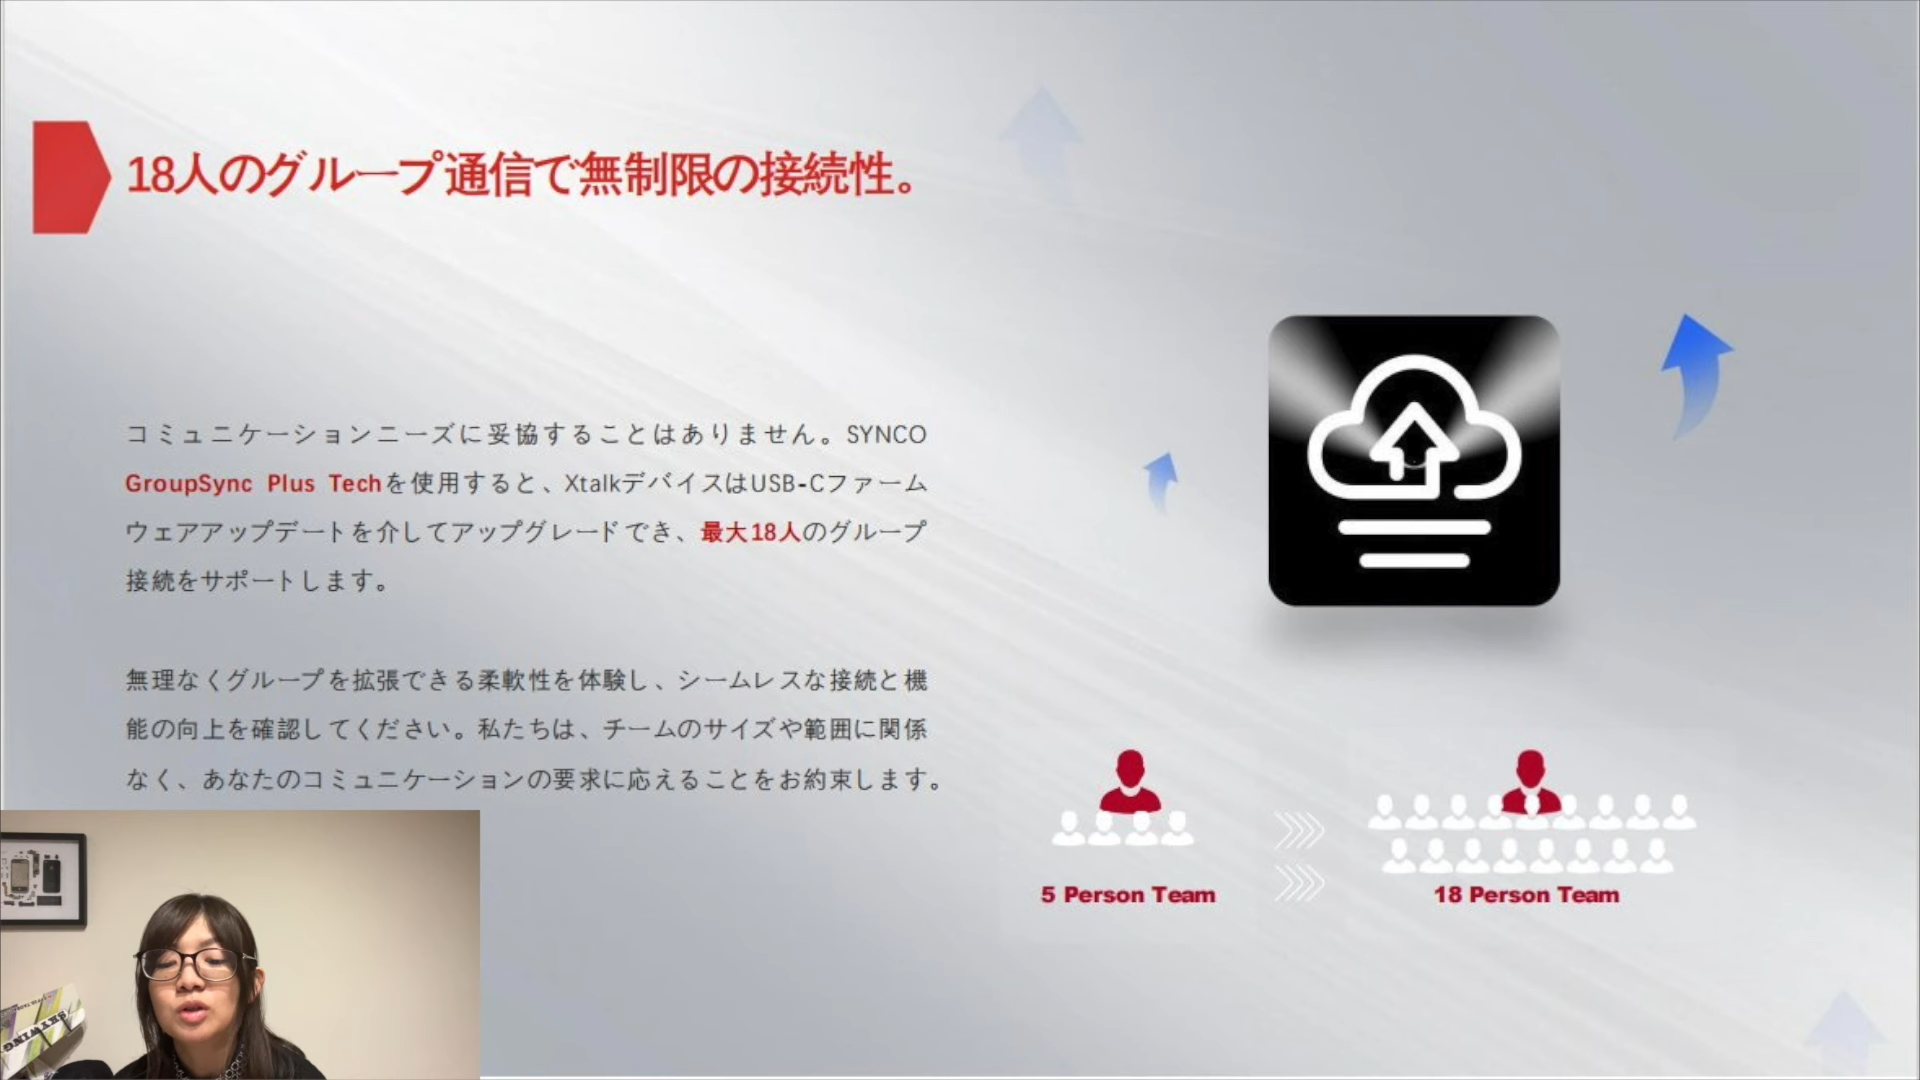 18人のグループ通信で無制限の接続性。
コミュニケーションニーズに妥協することはありません。SYNCO
GroupSync Plus Techを使用すると、XtalkデバイスはUSB-Cファーム
ウェアアップデートを介してアップグレードでき、最大18人のグループ
接続をサポートします。
無理なくグループを拡張できる柔軟性を体験し、シームレスな接続と機
能の向上を確認してください。私たちは、チームのサイズや範囲に関係
なく、あなたのコミュニケーションの要求に応えることをお約束します。
5 Person Team
18 Person Team
SKYWING